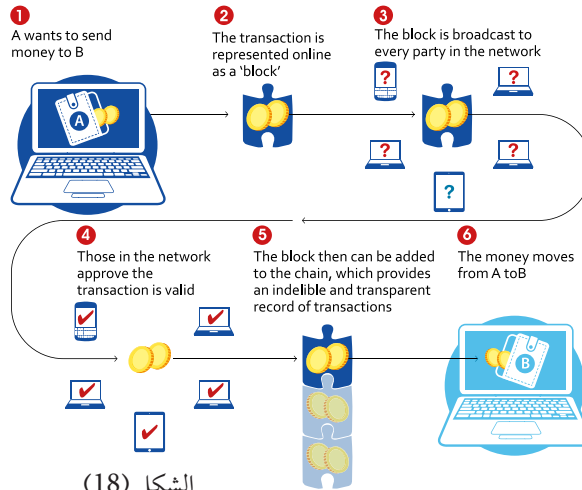 1
A wants to send
money to B
A
2
The transaction is
represented online
as a ‘block’
3
The block is broadcast to
every party in the network
?
?
?
?
?
4
Those in the network
approve the
transaction is valid
5
The block then can be added
to the chain, which provides
an indelible and transparent
record of transactions
6
The money moves
from A toB
B
الشكل (18)